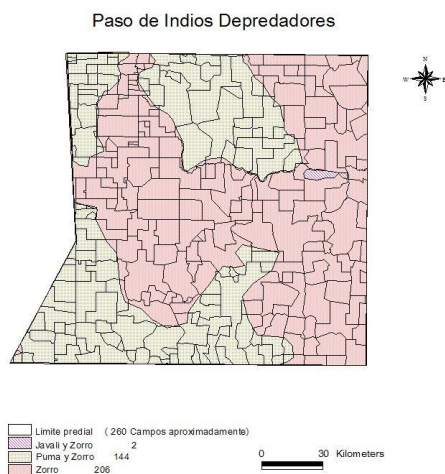 Paso de Indios Depredadores
N
W E
S
Limite predial ( 260 Campos aproximadamente)
Javali y Zorro 2
Puma y Zorro 144
Zorro 206
0 30 Kilometers